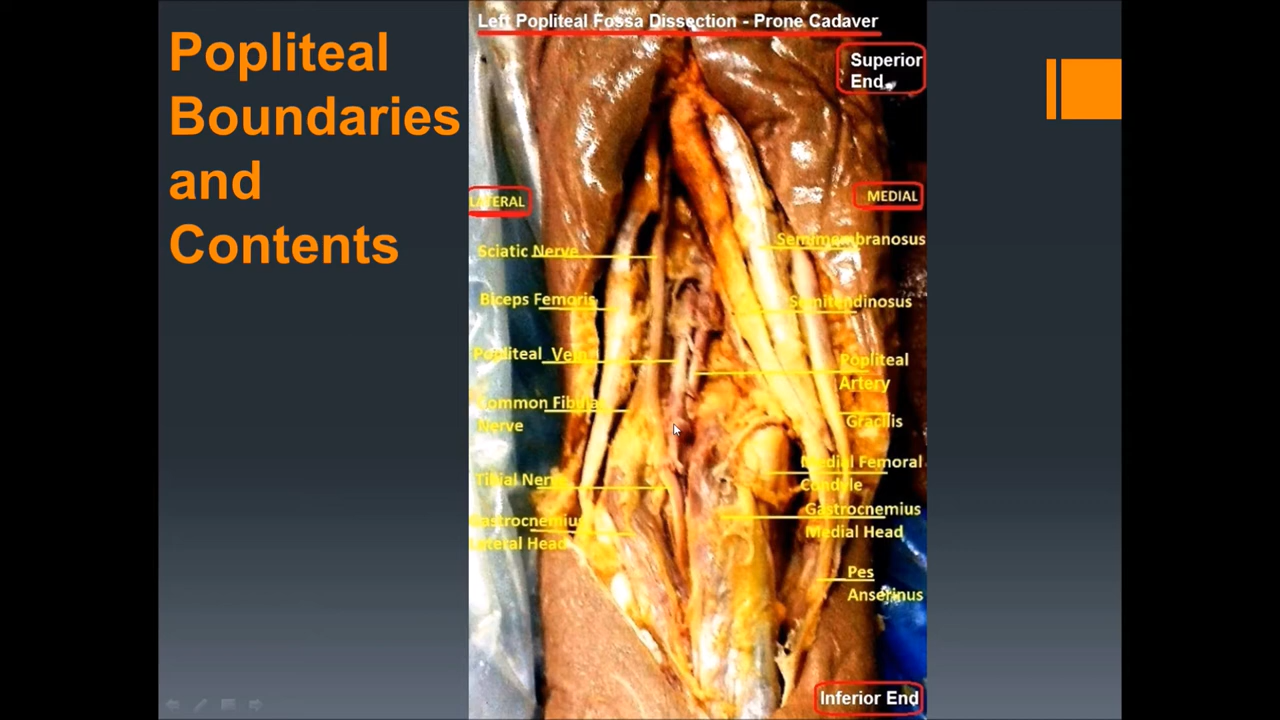 Popliteal
Boundaries
and
Contents
Left Popliteal Fossa Dissection - Prone Cadaver
Superior
End
LATERAL
MEDIAL
Sciatic Nerve
Biceps Femoris
Popliteal Vein
Common Fibular
Nerve
Tibial Nerve
Gastrocnemius
Lateral Head
Semimembranosus
Semitendinosus
Popliteal
Artery
Gracilis
Medial Femoral
Condyle
Gastrocnemius
Medial Head
Pes
Anserinus
Inferior End